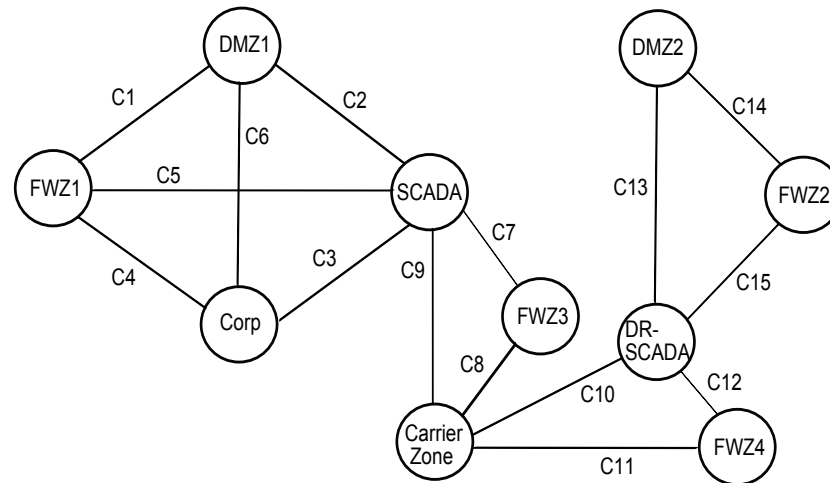 DMZ1
DMZ2
C1
C2
C14
C6
C5
C13
FWZ1
SCADA
FWZ2
C7
C3
C9
C4
C15
Corp
FWZ3
DR-
SCADA
C8
C10
C12
Carrier
Zone
FWZ4
C11